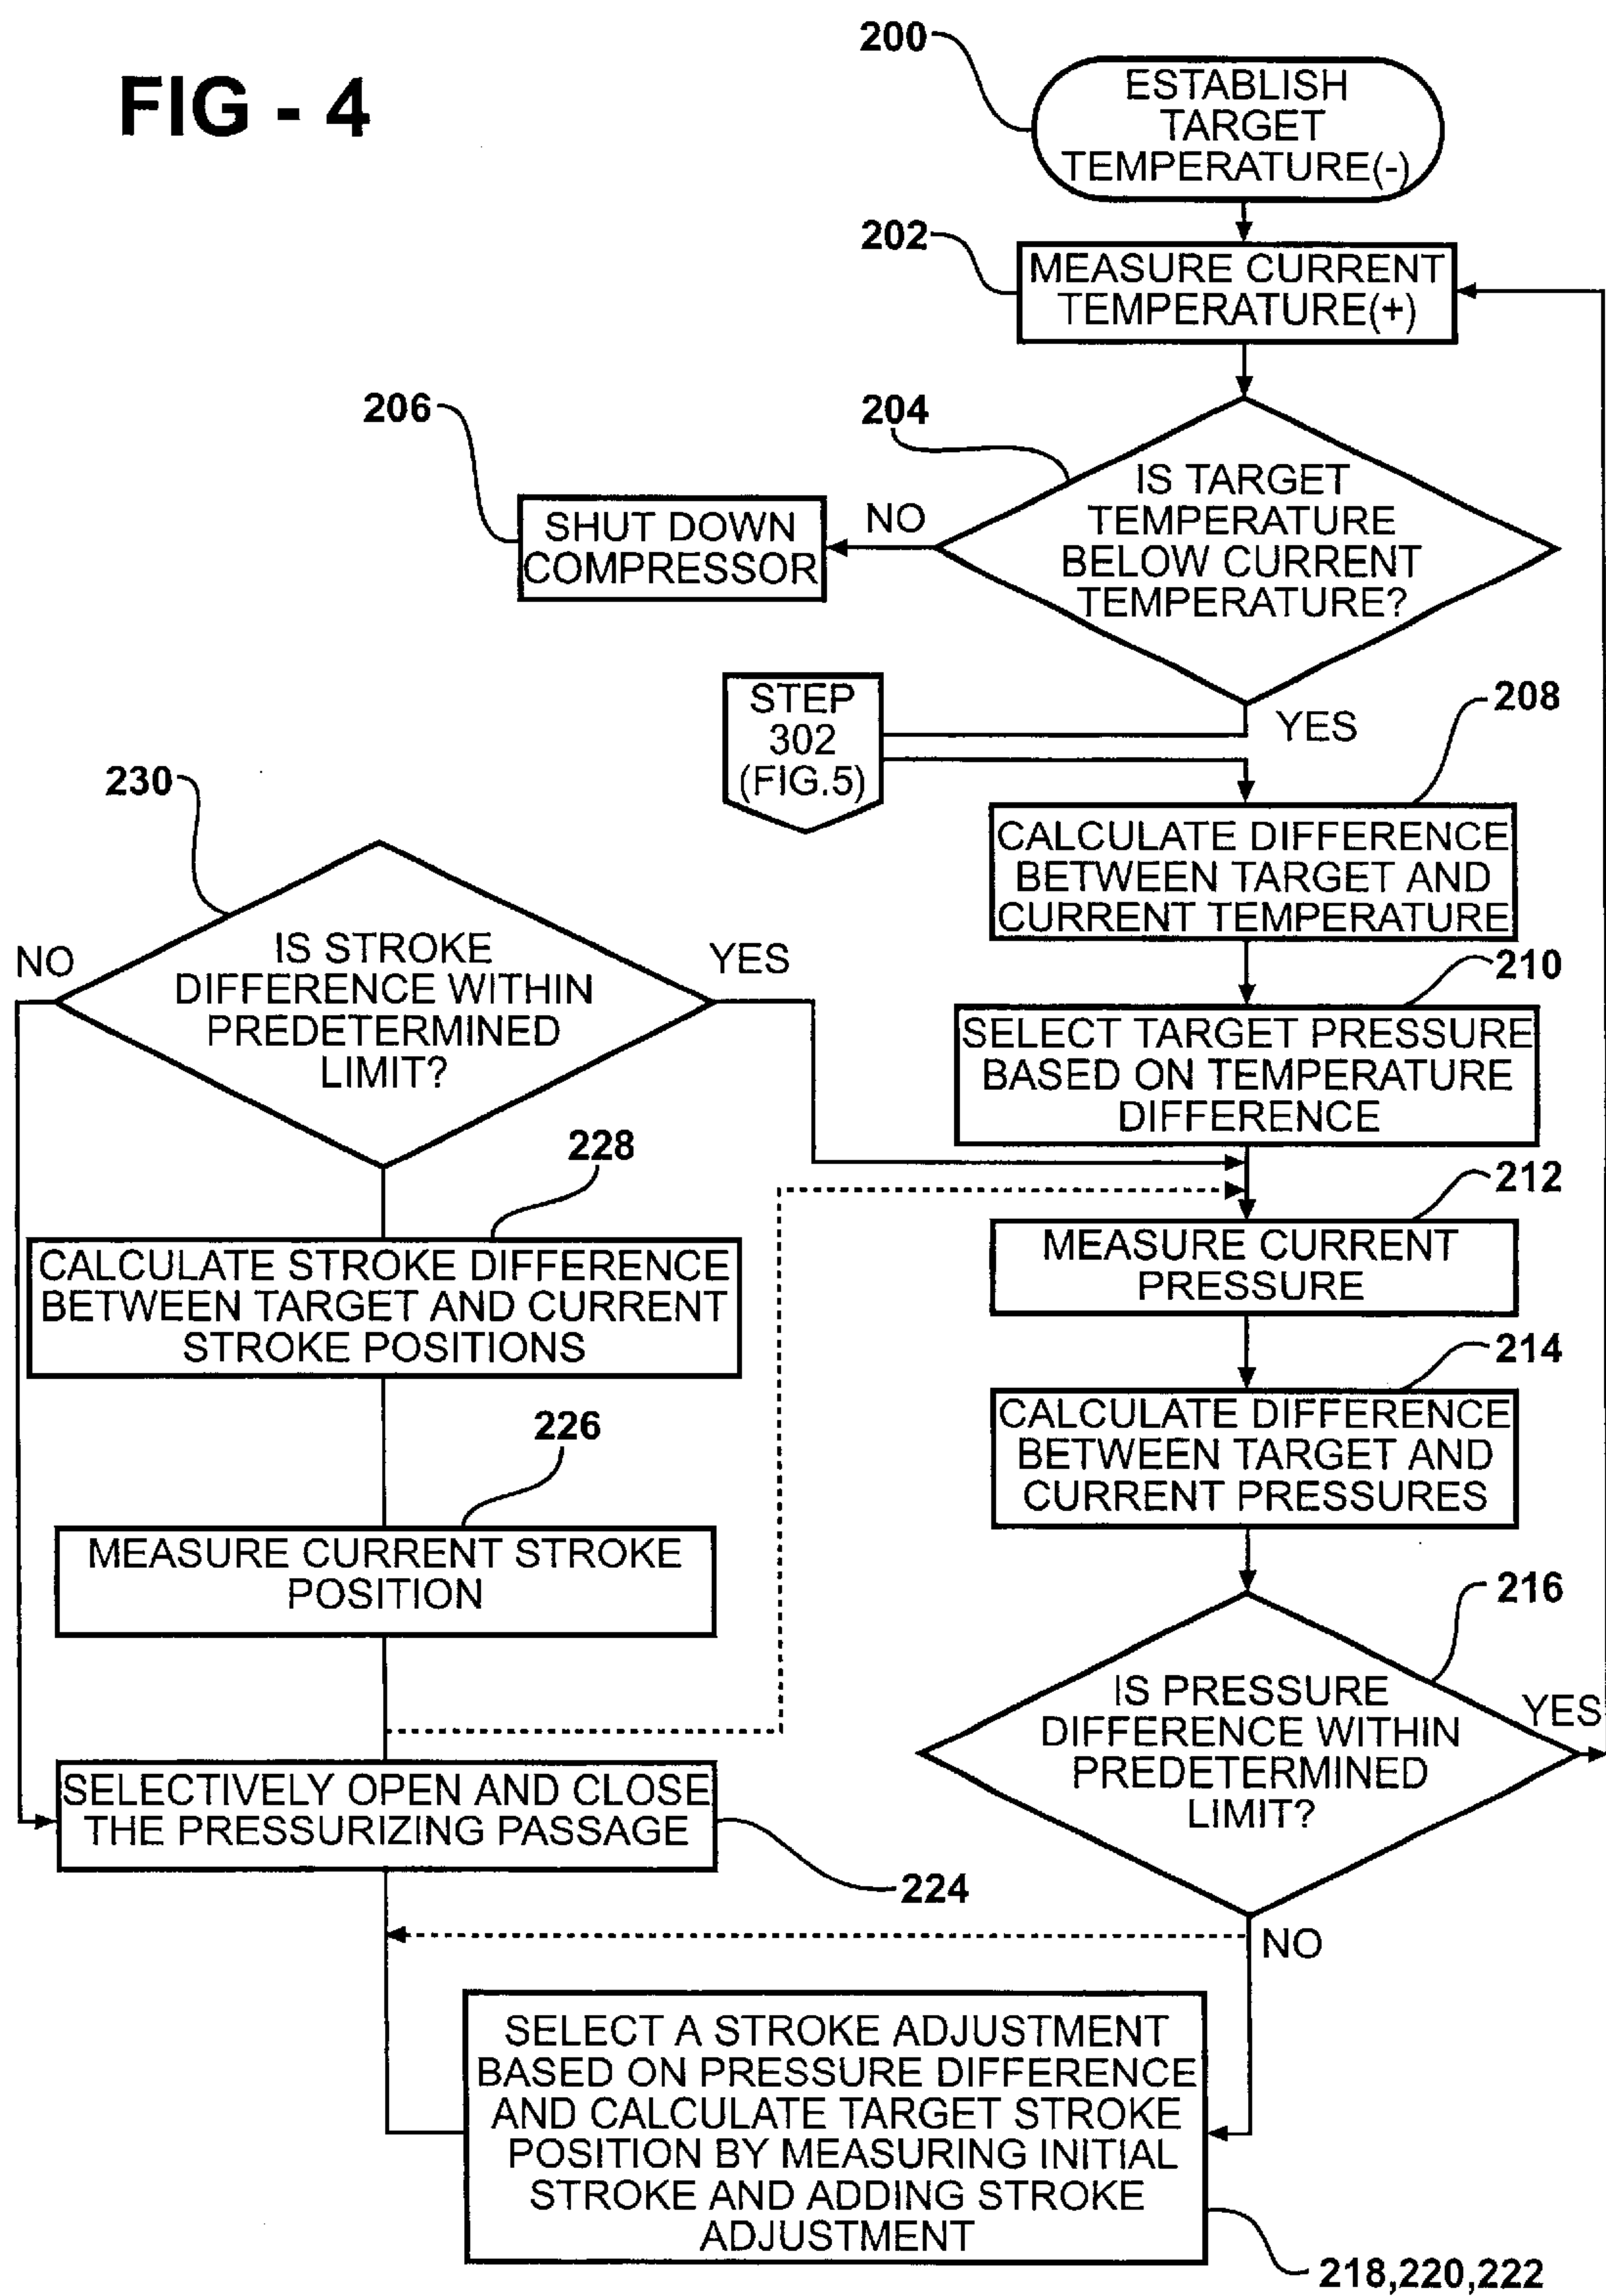 FIG - 4
200
ESTABLISH
TARGET
TEMPERATURE(-)
202
MEASURE CURRENT
TEMPERATURE(+)
206
204
SHUT DOWN
COMPRESSOR
NO
IS TARGET
TEMPERATURE
BELOW CURRENT
TEMPERATURE?
YES
STEP
302
(FIG.5)
208
CALCULATE DIFFERENCE
BETWEEN TARGET AND
CURRENT TEMPERATURE
210
SELECT TARGET PRESSURE
BASED ON TEMPERATURE
DIFFERENCE
212
MEASURE CURRENT
PRESSURE
214
CALCULATE DIFFERENCE
BETWEEN TARGET AND
CURRENT PRESSURES
216
IS PRESSURE
DIFFERENCE WITHIN
PREDETERMINED
LIMIT?
YES
NO
230
NO
IS STROKE
DIFFERENCE WITHIN
PREDETERMINED
LIMIT?
YES
228
CALCULATE STROKE DIFFERENCE
BETWEEN TARGET AND CURRENT
STROKE POSITIONS
226
MEASURE CURRENT STROKE
POSITION
SELECTIVELY OPEN AND CLOSE
THE PRESSURIZING PASSAGE
224
SELECT A STROKE ADJUSTMENT
BASED ON PRESSURE DIFFERENCE
AND CALCULATE TARGET STROKE
POSITION BY MEASURING INITIAL
STROKE AND ADDING STROKE
ADJUSTMENT
218,220,222